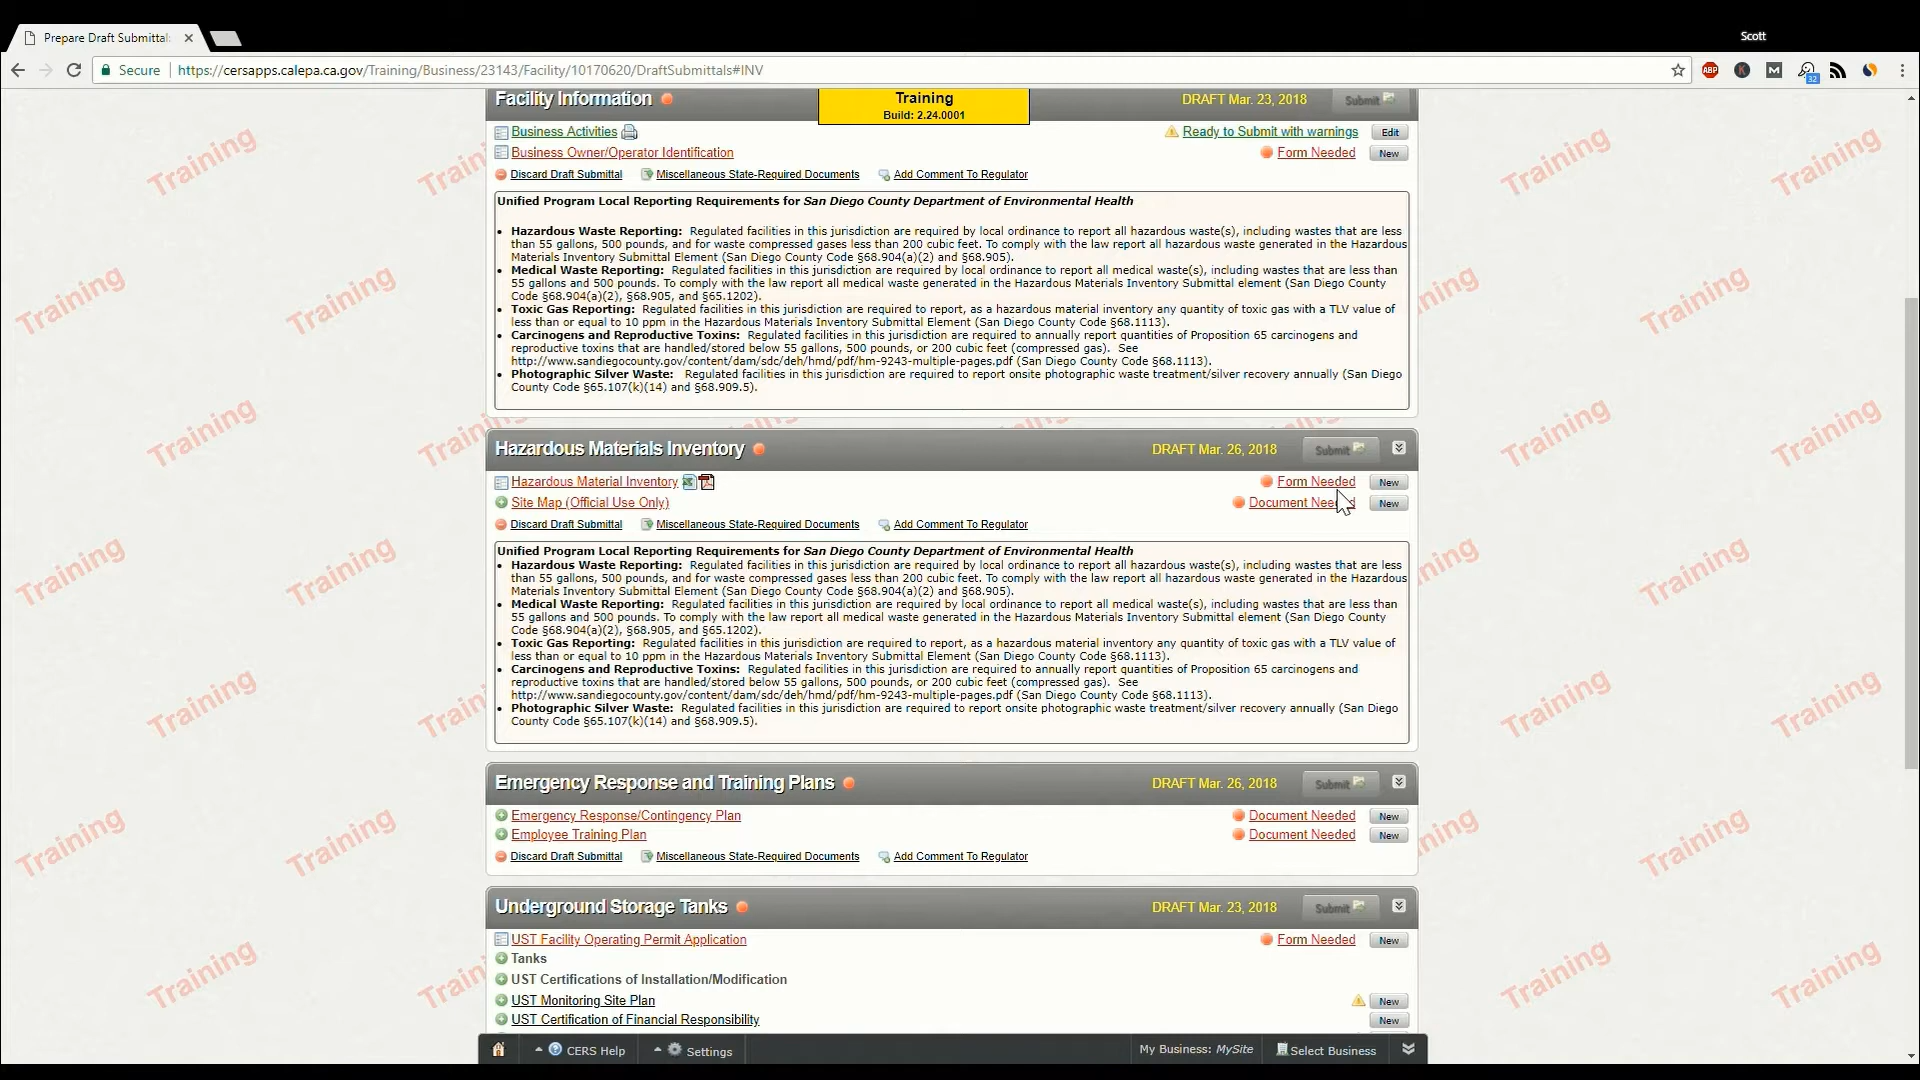 Scott
Prepare Draft Submittal
Secure
https://cersapps.calepa.ca.gov/Training/Business/23143/Facility/10170620/DraftSubmittals#INV
ABP
K
M
32
Facility Information
Training
Build: 2.24.0001
DRAFT Mar. 23, 2018
Submit
Business Activities
Ready to Submit with warnings
Edit
Business Owner/Operator Identification
Form Needed
New
Discard Draft Submittal
Miscellaneous State-Required Documents
Add Comment To Regulator
Unified Program Local Reporting Requirements for San Diego County Department of Environmental Health
• Hazardous Waste Reporting: Regulated facilities in this jurisdiction are required by local ordinance to report all hazardous waste(s), including wastes that are less
than 55 gallons, 500 pounds, and for waste compressed gases less than 200 cubic feet. To comply with the law report all hazardous waste generated in the Hazardous
Materials Inventory Submittal Element (San Diego County Code §68.904(a)(2) and §68.905).
• Medical Waste Reporting: Regulated facilities in this jurisdiction are required by local ordinance to report all medical waste(s), including wastes that are less than
55 gallons and 500 pounds. To comply with the law report all medical waste generated in the Hazardous Materials Inventory Submittal element (San Diego County
Code §68.904(a)(2), §68.905, and §65.1202).
• Toxic Gas Reporting: Regulated facilities in this jurisdiction are required to report, as a hazardous material inventory any quantity of toxic gas with a TLV value of
less than or equal to 10 ppm in the Hazardous Materials Inventory Submittal Element (San Diego County Code §68.1113).
• Carcinogens and Reproductive Toxins: Regulated facilities in this jurisdiction are required to annually report quantities of Proposition 65 carcinogens and
reproductive toxins that are handled/stored below 55 gallons, 500 pounds, or 200 cubic feet (compressed gas). See
http://www.sandiegocounty.gov/content/dam/sdc/deh/hmd/pdf/hm-9243-multiple-pages.pdf (San Diego County Code §68.1113).
• Photographic Silver Waste: Regulated facilities in this jurisdiction are required to report onsite photographic waste treatment/silver recovery annually (San Diego
County Code §65.107(k)(14) and §68.909.5).
Hazardous Materials Inventory
DRAFT Mar. 26, 2018
Submit
Hazardous Material Inventory
Form Needed
New
Site Map (Official Use Only)
Document Needed
New
Discard Draft Submittal
Miscellaneous State-Required Documents
Add Comment To Regulator
Unified Program Local Reporting Requirements for San Diego County Department of Environmental Health
• Hazardous Waste Reporting: Regulated facilities in this jurisdiction are required by local ordinance to report all hazardous waste(s), including wastes that are less
than 55 gallons, 500 pounds, and for waste compressed gases less than 200 cubic feet. To comply with the law report all hazardous waste generated in the Hazardous
Materials Inventory Submittal Element (San Diego County Code §68.904(a)(2) and §68.905).
• Medical Waste Reporting: Regulated facilities in this jurisdiction are required by local ordinance to report all medical waste(s), including wastes that are less than
55 gallons and 500 pounds. To comply with the law report all medical waste generated in the Hazardous Materials Inventory Submittal element (San Diego County
Code §68.904(a)(2), §68.905, and §65.1202).
• Toxic Gas Reporting: Regulated facilities in this jurisdiction are required to report, as a hazardous material inventory any quantity of toxic gas with a TLV value of
less than or equal to 10 ppm in the Hazardous Materials Inventory Submittal Element (San Diego County Code §68.1113).
• Carcinogens and Reproductive Toxins: Regulated facilities in this jurisdiction are required to annually report quantities of Proposition 65 carcinogens and
reproductive toxins that are handled/stored below 55 gallons, 500 pounds, or 200 cubic feet (compressed gas). See
http://www.sandiegocounty.gov/content/dam/sdc/deh/hmd/pdf/hm-9243-multiple-pages.pdf (San Diego County Code §68.1113).
• Photographic Silver Waste: Regulated facilities in this jurisdiction are required to report onsite photographic waste treatment/silver recovery annually (San Diego
County Code §65.107(k)(14) and §68.909.5).
Emergency Response and Training Plans
DRAFT Mar. 26, 2018
Submit
Emergency Response/Contingency Plan
Document Needed
New
Employee Training Plan
Document Needed
New
Discard Draft Submittal
Miscellaneous State-Required Documents
Add Comment To Regulator
Underground Storage Tanks
DRAFT Mar. 23, 2018
Submit
UST Facility Operating Permit Application
Form Needed
New
Tanks
UST Certifications of Installation/Modification
UST Monitoring Site Plan
New
UST Certification of Financial Responsibility
New
CERS Help
Settings
My Business: MySite
Select Business